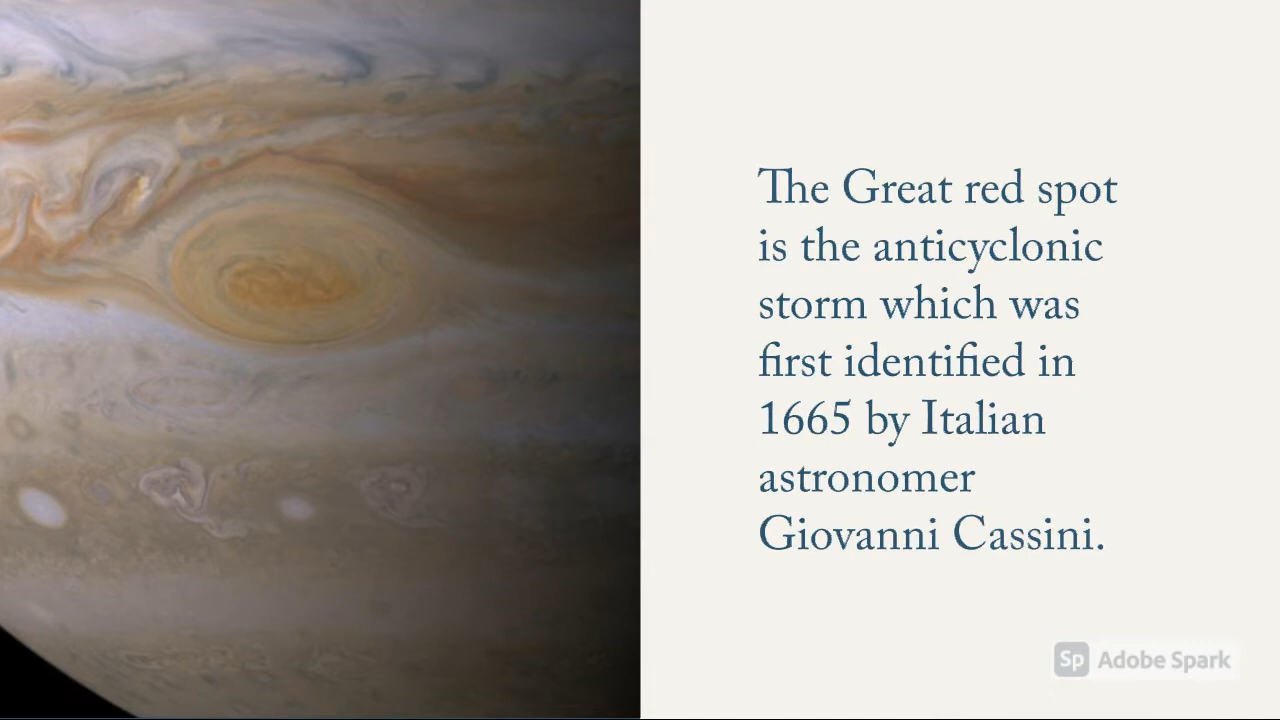 The Great red spot
is the anticyclonic
storm which was
first identified in
1665 by Italian
astronomer
Giovanni Cassini.
Sp Adobe Spark